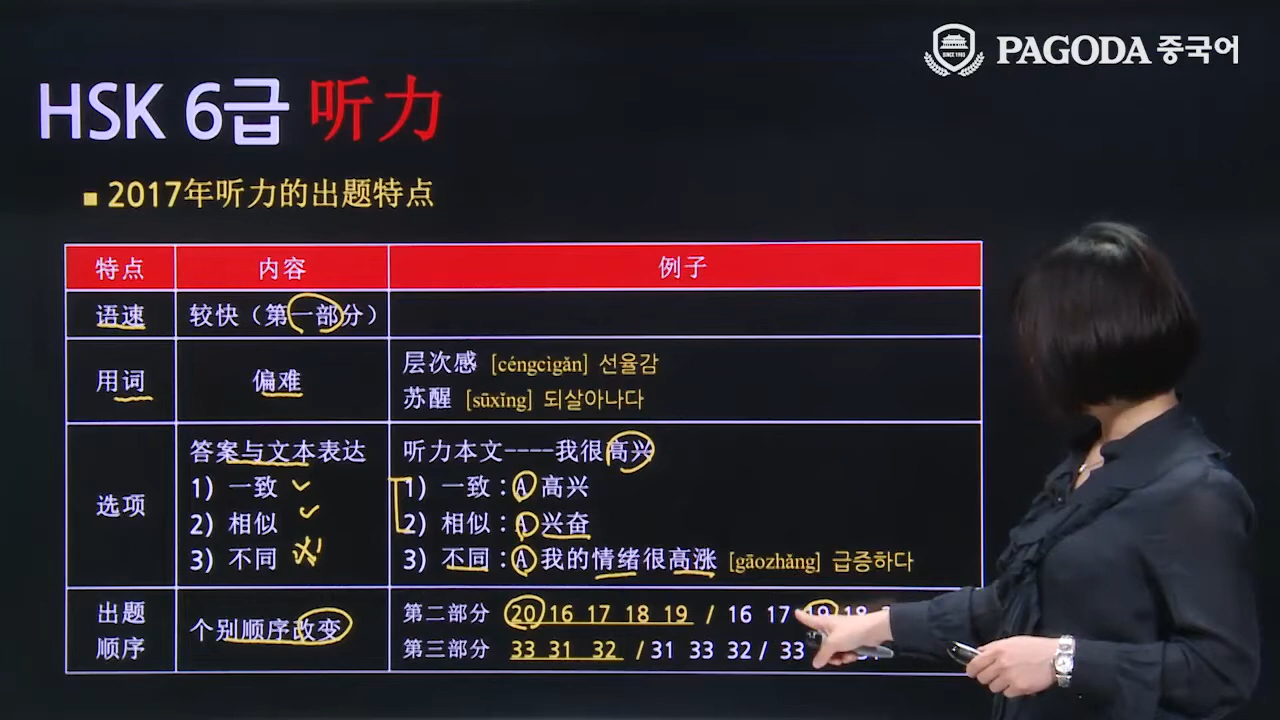 SINCE 1969
PAGODA 중국어
HSK 6급 听力
2017年听力的出题特点
特点 内容 例子
语速 较快（第一部分）
用词 偏难 层次感 [céngcìgǎn] 선율감
苏醒 [sūxǐng] 되살아나다
选项 答案与文本表达 听力本文----我很高兴
1) 一致 1) 一致：A 高兴
2) 相似 2) 相似：A 兴奋
3) 不同 3) 不同：A 我的情绪很高涨 [gāozhǎng] 급증하다
出题顺序 个别顺序改变 第二部分 20 16 17 18 19 / 16 17 19 18
第三部分 33 31 32 / 31 33 32 / 33